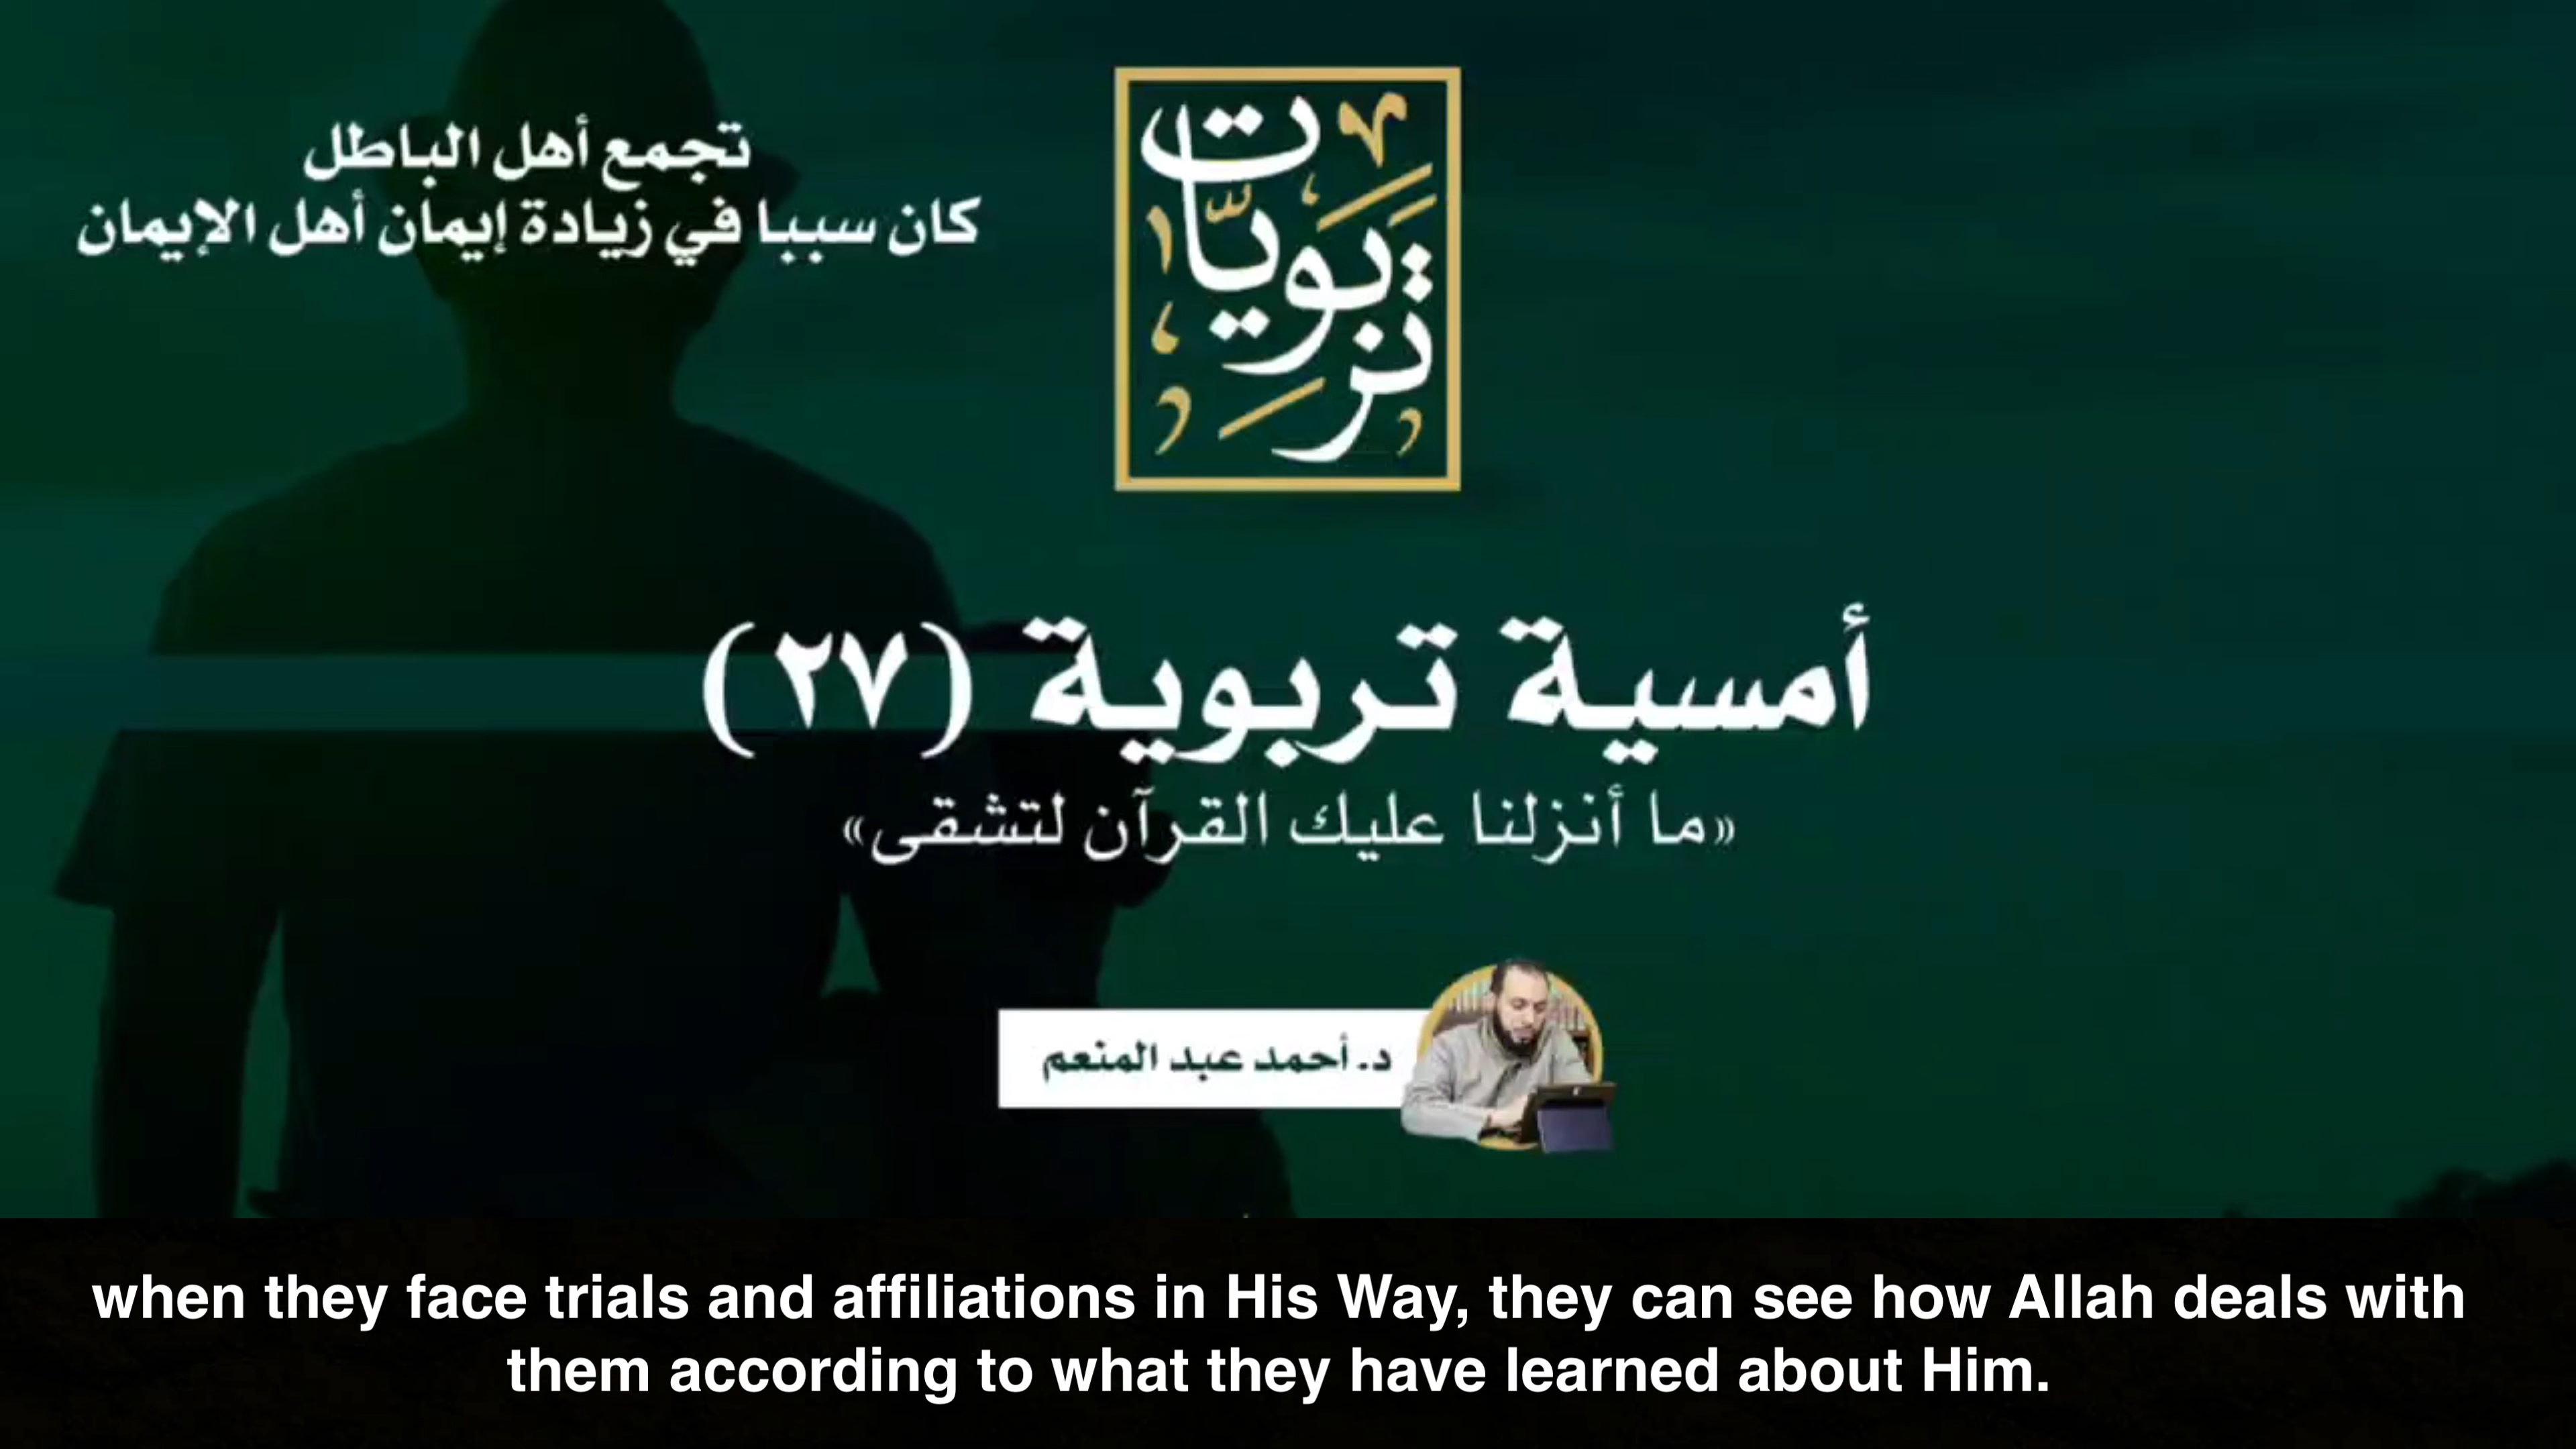 تجمع أهل الباطل
كان سببا في زيادة إيمان أهل الإيمان
تربويات
أمسية تربوية (٢٧)
«ما أنزلنا عليك القرآن لتشقى»
د. أحمد عبد المنعم
when they face trials and affiliations in His Way, they can see how Allah deals with
them according to what they have learned about Him.